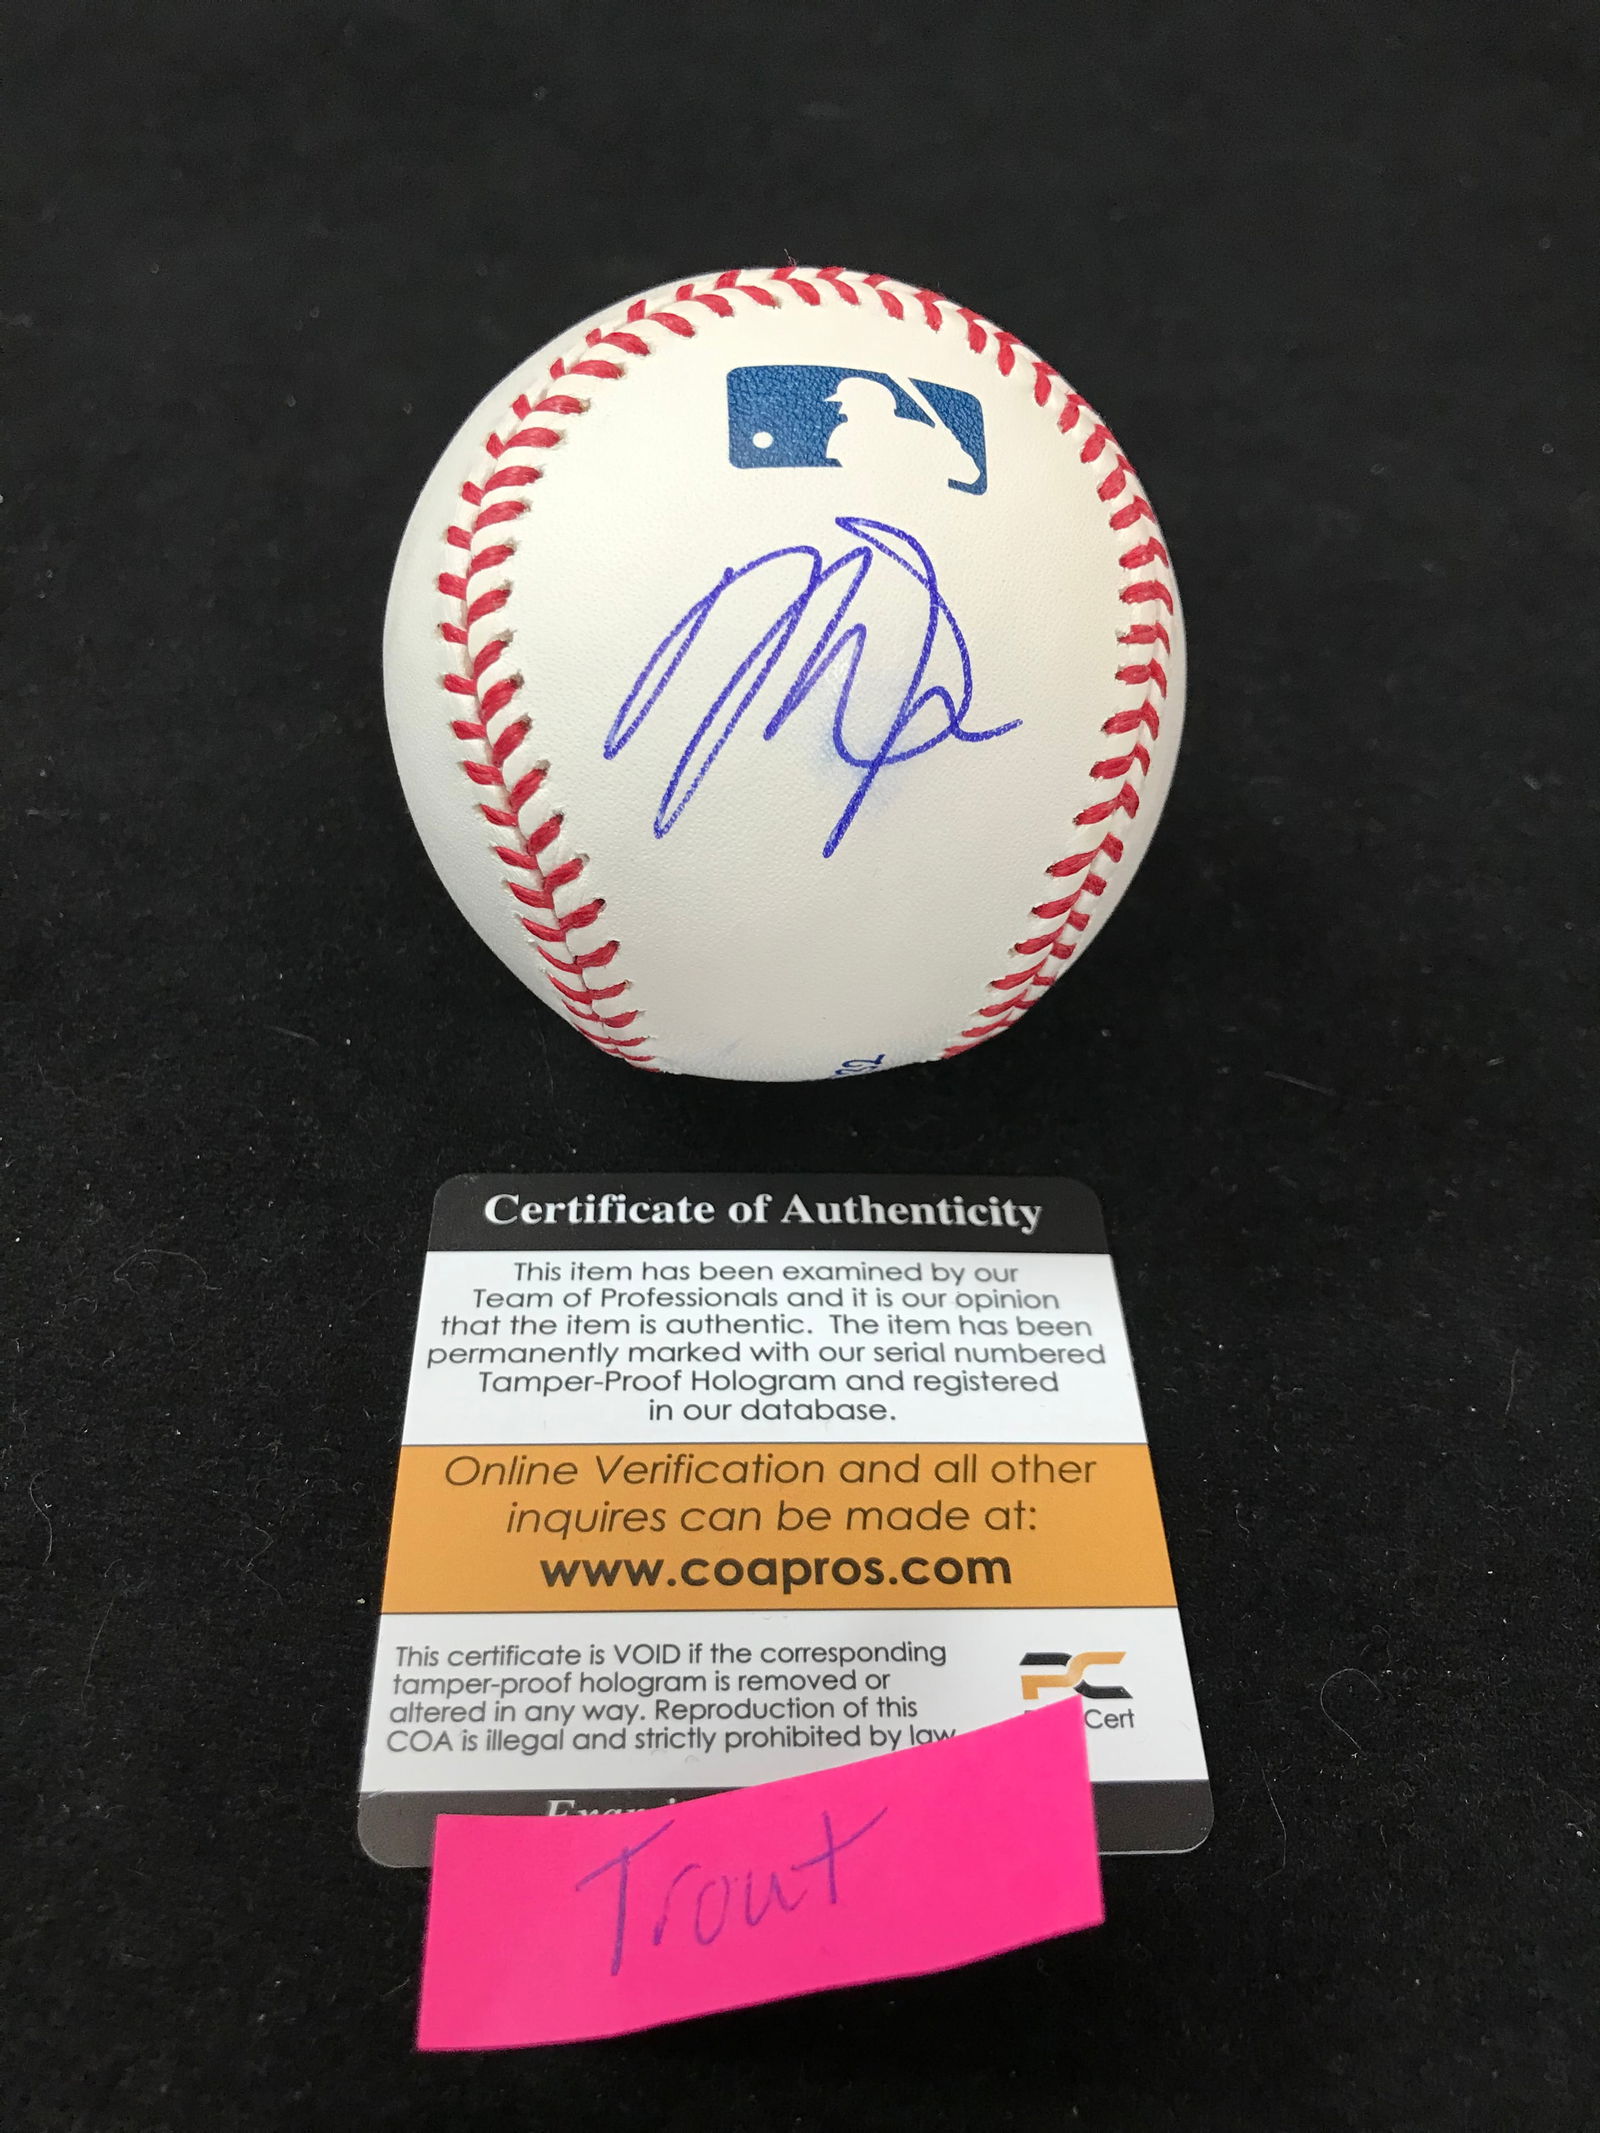 Certificate of Authenticity
This item has been examined by our
Team of Professionals and it is our opinion
that the item is authentic. The item has been
permanently marked with our serial numbered
Tamper-Proof Hologram and registered
in our database.
Online Verification and all other
inquires can be made at:
www.coapros.com
This certificate is VOID if the corresponding
tamper-proof hologram is removed or
altered in any way. Reproduction of this
COA is illegal and strictly prohibited by law
PC
Cert
Trout